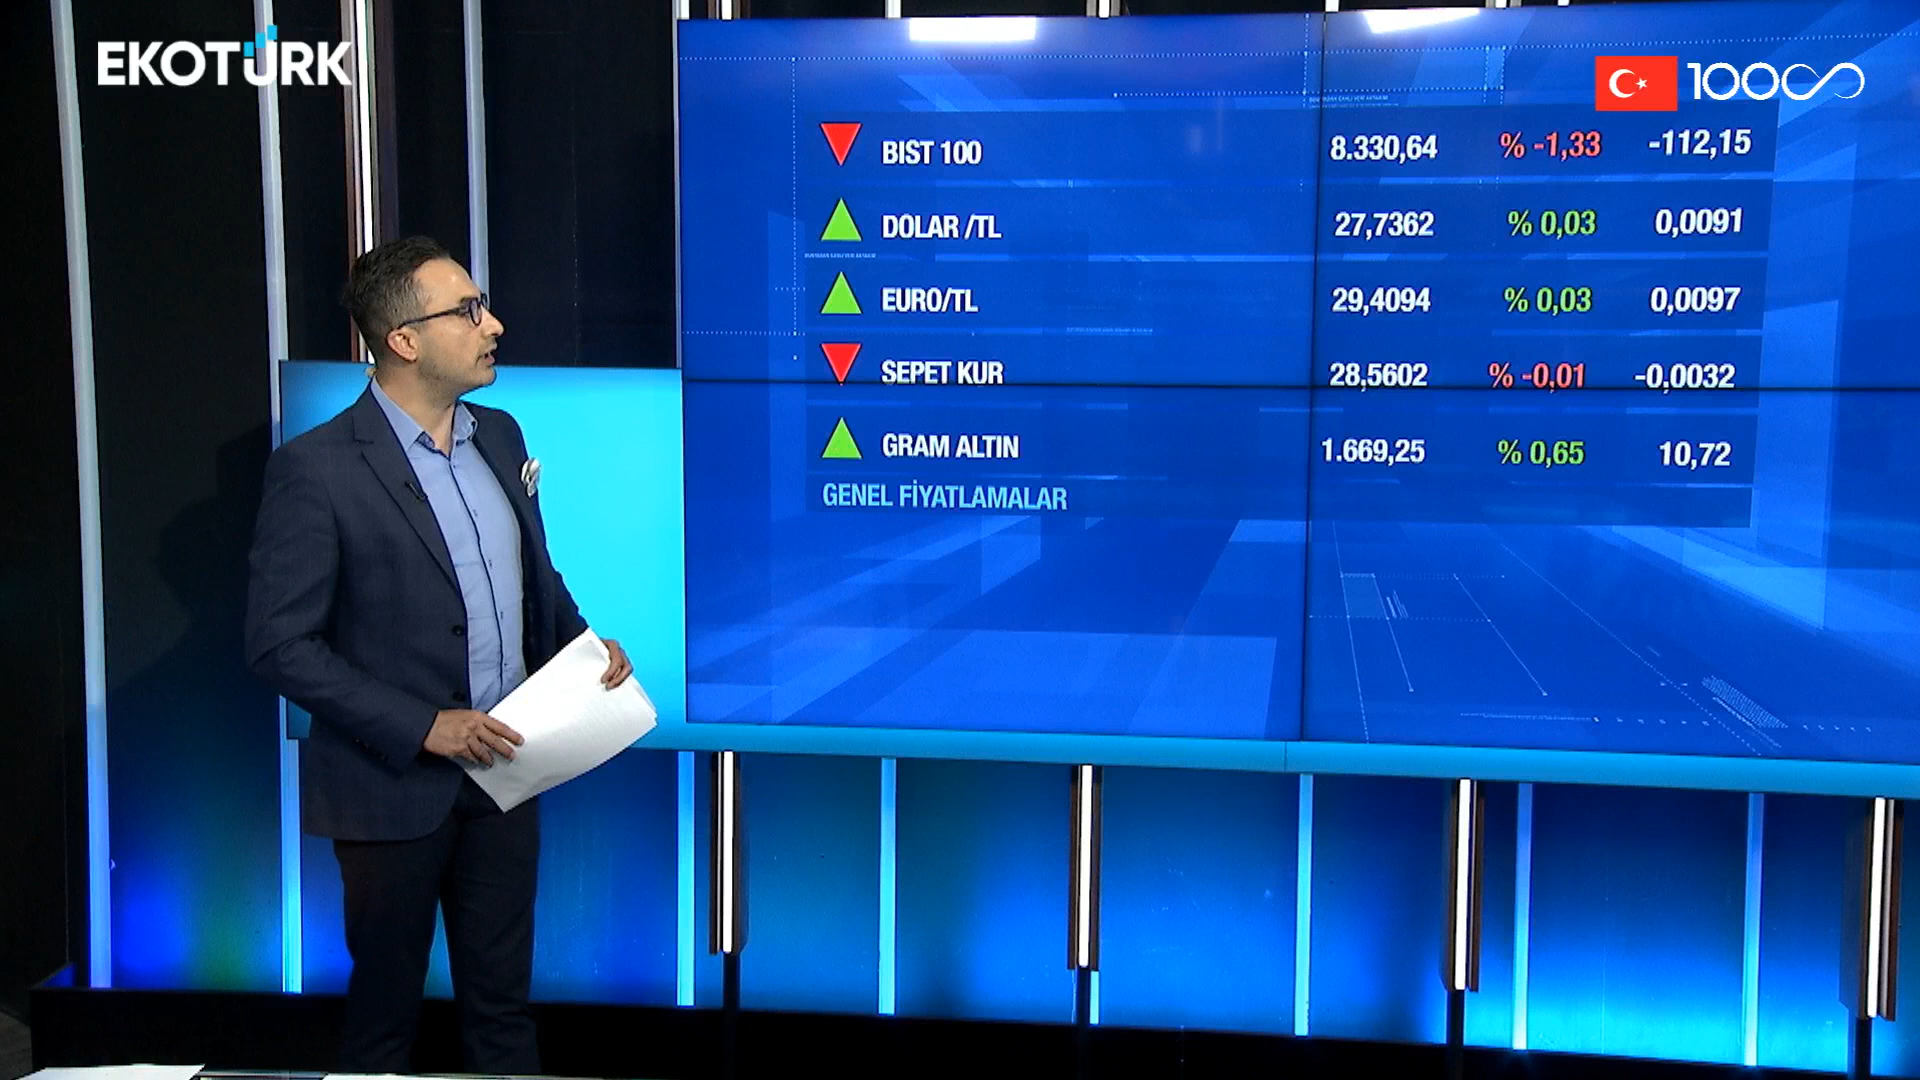 EKOTÜRK
100
BIST 100 8.330,64 % -1,33 -112,15
DOLAR /TL 27,7362 % 0,03 0,0091
EURO/TL 29,4094 % 0,03 0,0097
SEPET KUR 28,5602 % -0,01 -0,0032
GRAM ALTIN 1.669,25 % 0,65 10,72
GENEL FİYATLAMALAR